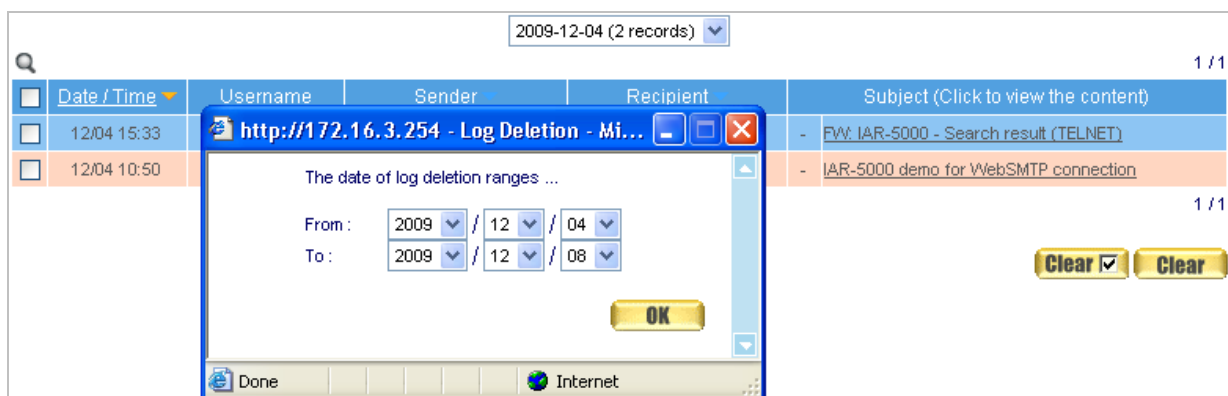 2009-12-04 (2 records)
1 / 1
Date / Time Username Sender Recipient Subject (Click to view the content)
12/04 15:33 - FW: IAR-5000 - Search result (TELNET)
12/04 10:50 - IAR-5000 demo for WebSMTP connection
1 / 1
Clear Clear
http://172.16.3.254 - Log Deletion - Mi...
The date of log deletion ranges ...
From : 2009 / 12 / 04
To : 2009 / 12 / 08
OK
Done Internet